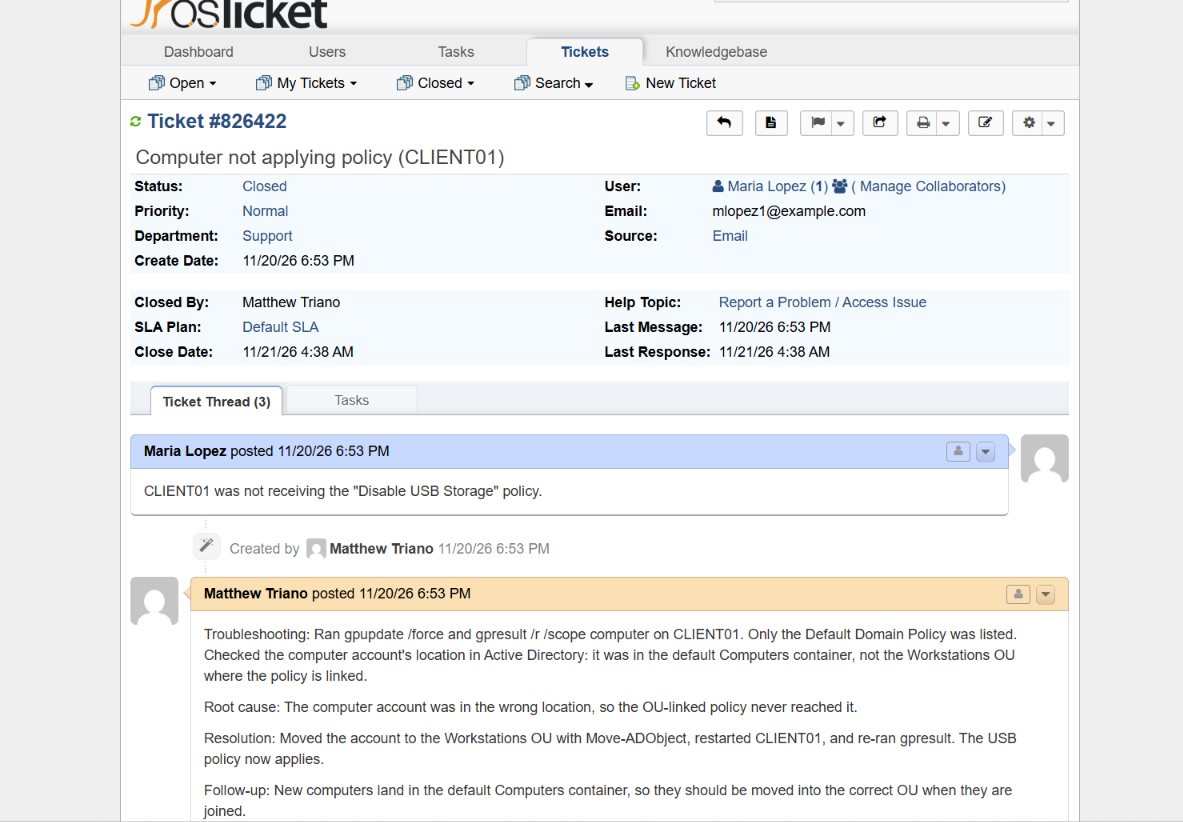 osTicket
Dashboard Users Tasks Tickets Knowledgebase
Open My Tickets Closed Search New Ticket
Ticket #826422
Computer not applying policy (CLIENT01)
Status: Closed User: Maria Lopez (1) ( Manage Collaborators)
Priority: Normal Email: mlopez1@example.com
Department: Support Source: Email
Create Date: 11/20/26 6:53 PM
Closed By: Matthew Triano Help Topic: Report a Problem / Access Issue
SLA Plan: Default SLA Last Message: 11/20/26 6:53 PM
Close Date: 11/21/26 4:38 AM Last Response: 11/21/26 4:38 AM
Ticket Thread (3) Tasks
Maria Lopez posted 11/20/26 6:53 PM
CLIENT01 was not receiving the "Disable USB Storage" policy.
Created by Matthew Triano 11/20/26 6:53 PM
Matthew Triano posted 11/20/26 6:53 PM
Troubleshooting: Ran gpupdate /force and gpresult /r /scope computer on CLIENT01. Only the Default Domain Policy was listed.
Checked the computer account's location in Active Directory: it was in the default Computers container, not the Workstations OU
where the policy is linked.
Root cause: The computer account was in the wrong location, so the OU-linked policy never reached it.
Resolution: Moved the account to the Workstations OU with Move-ADObject, restarted CLIENT01, and re-ran gpresult. The USB
policy now applies.
Follow-up: New computers land in the default Computers container, so they should be moved into the correct OU when they are
joined.